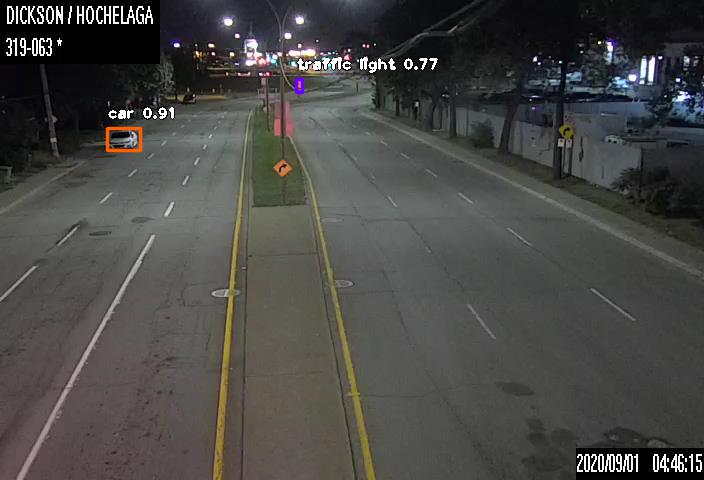 DICKSON / HOCHELAGA
319-063 *
traffic light 0.77
car 0.91
2020/09/01 04:46:15